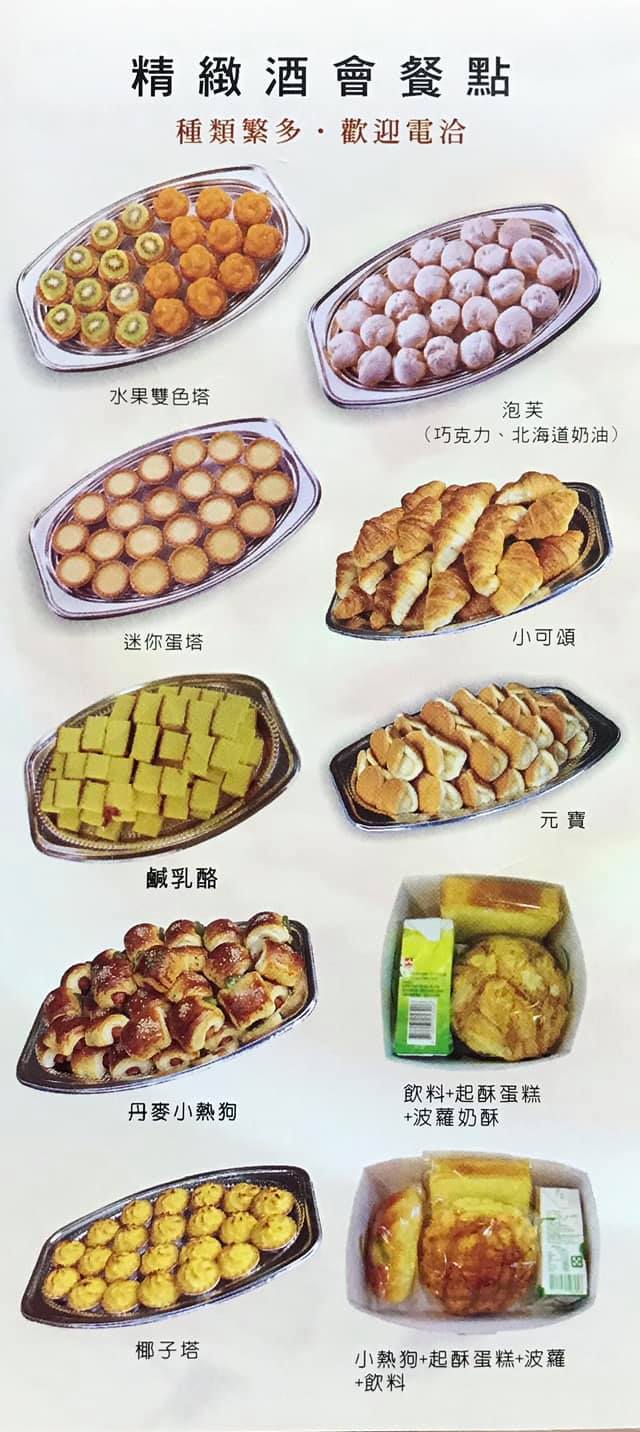 精緻酒會餐點
種類繁多・歡迎電洽
水果雙色塔
泡芙
（巧克力、北海道奶油）
迷你蛋塔
小可頌
鹹乳酪
元寶
丹麥小熱狗
飲料+起酥蛋糕
+波蘿奶酥
椰子塔
小熱狗+起酥蛋糕+波蘿
+飲料